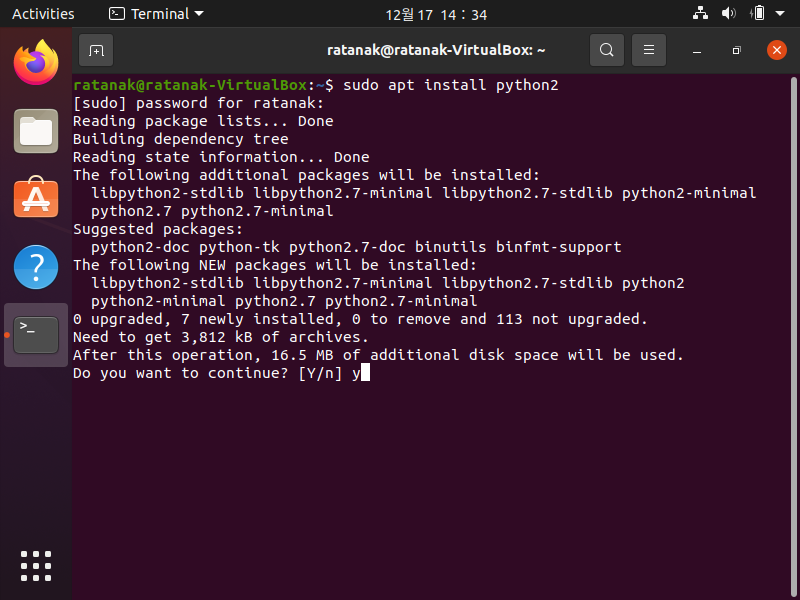 Activities Terminal 12월 17 14 : 34
ratanak@ratanak-VirtualBox: ~
ratanak@ratanak-VirtualBox:~$ sudo apt install python2
[sudo] password for ratanak:
Reading package lists... Done
Building dependency tree
Reading state information... Done
The following additional packages will be installed:
libpython2-stdlib libpython2.7-minimal libpython2.7-stdlib python2-minimal
python2.7 python2.7-minimal
Suggested packages:
python2-doc python-tk python2.7-doc binutils binfmt-support
The following NEW packages will be installed:
libpython2-stdlib libpython2.7-minimal libpython2.7-stdlib python2
python2-minimal python2.7 python2.7-minimal
0 upgraded, 7 newly installed, 0 to remove and 113 not upgraded.
Need to get 3,812 kB of archives.
After this operation, 16.5 MB of additional disk space will be used.
Do you want to continue? [Y/n] y